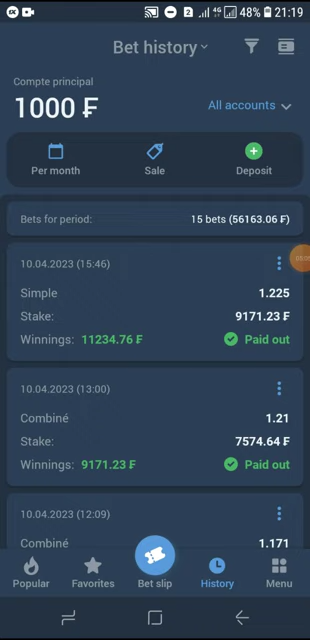 4G 48% 21:19
Bet history
Compte principal
1000 ₣
All accounts
Per month Sale Deposit
Bets for period: 15 bets (56163.06 ₣)
10.04.2023 (15:46)
Simple 1.225
Stake: 9171.23 ₣
Winnings: 11234.76 ₣ Paid out
10.04.2023 (13:00)
Combiné 1.21
Stake: 7574.64 ₣
Winnings: 9171.23 ₣ Paid out
10.04.2023 (12:09)
Combiné 1.171
Popular Favorites Bet slip History Menu